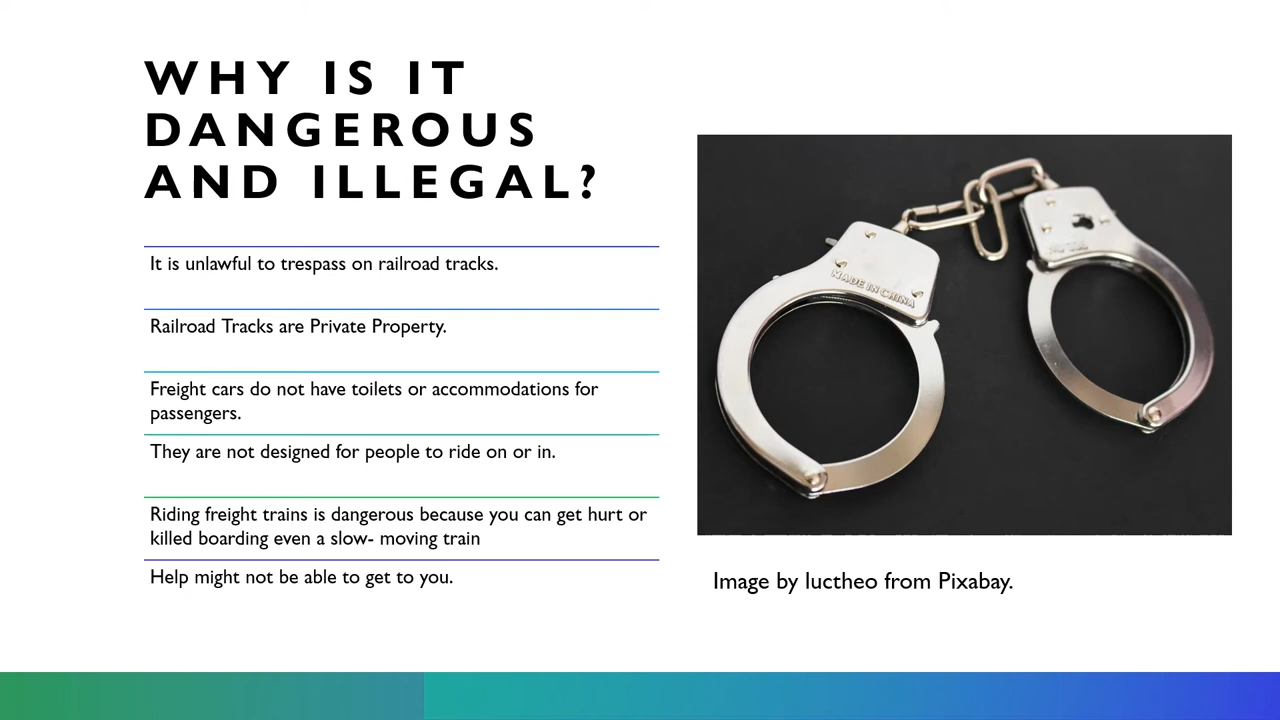 WHY IS IT
DANGEROUS
AND ILLEGAL?
It is unlawful to trespass on railroad tracks.
Railroad Tracks are Private Property.
Freight cars do not have toilets or accommodations for
passengers.
They are not designed for people to ride on or in.
Riding freight trains is dangerous because you can get hurt or
killed boarding even a slow- moving train
Help might not be able to get to you.
MADE IN CHINA
Image by luctheo from Pixabay.